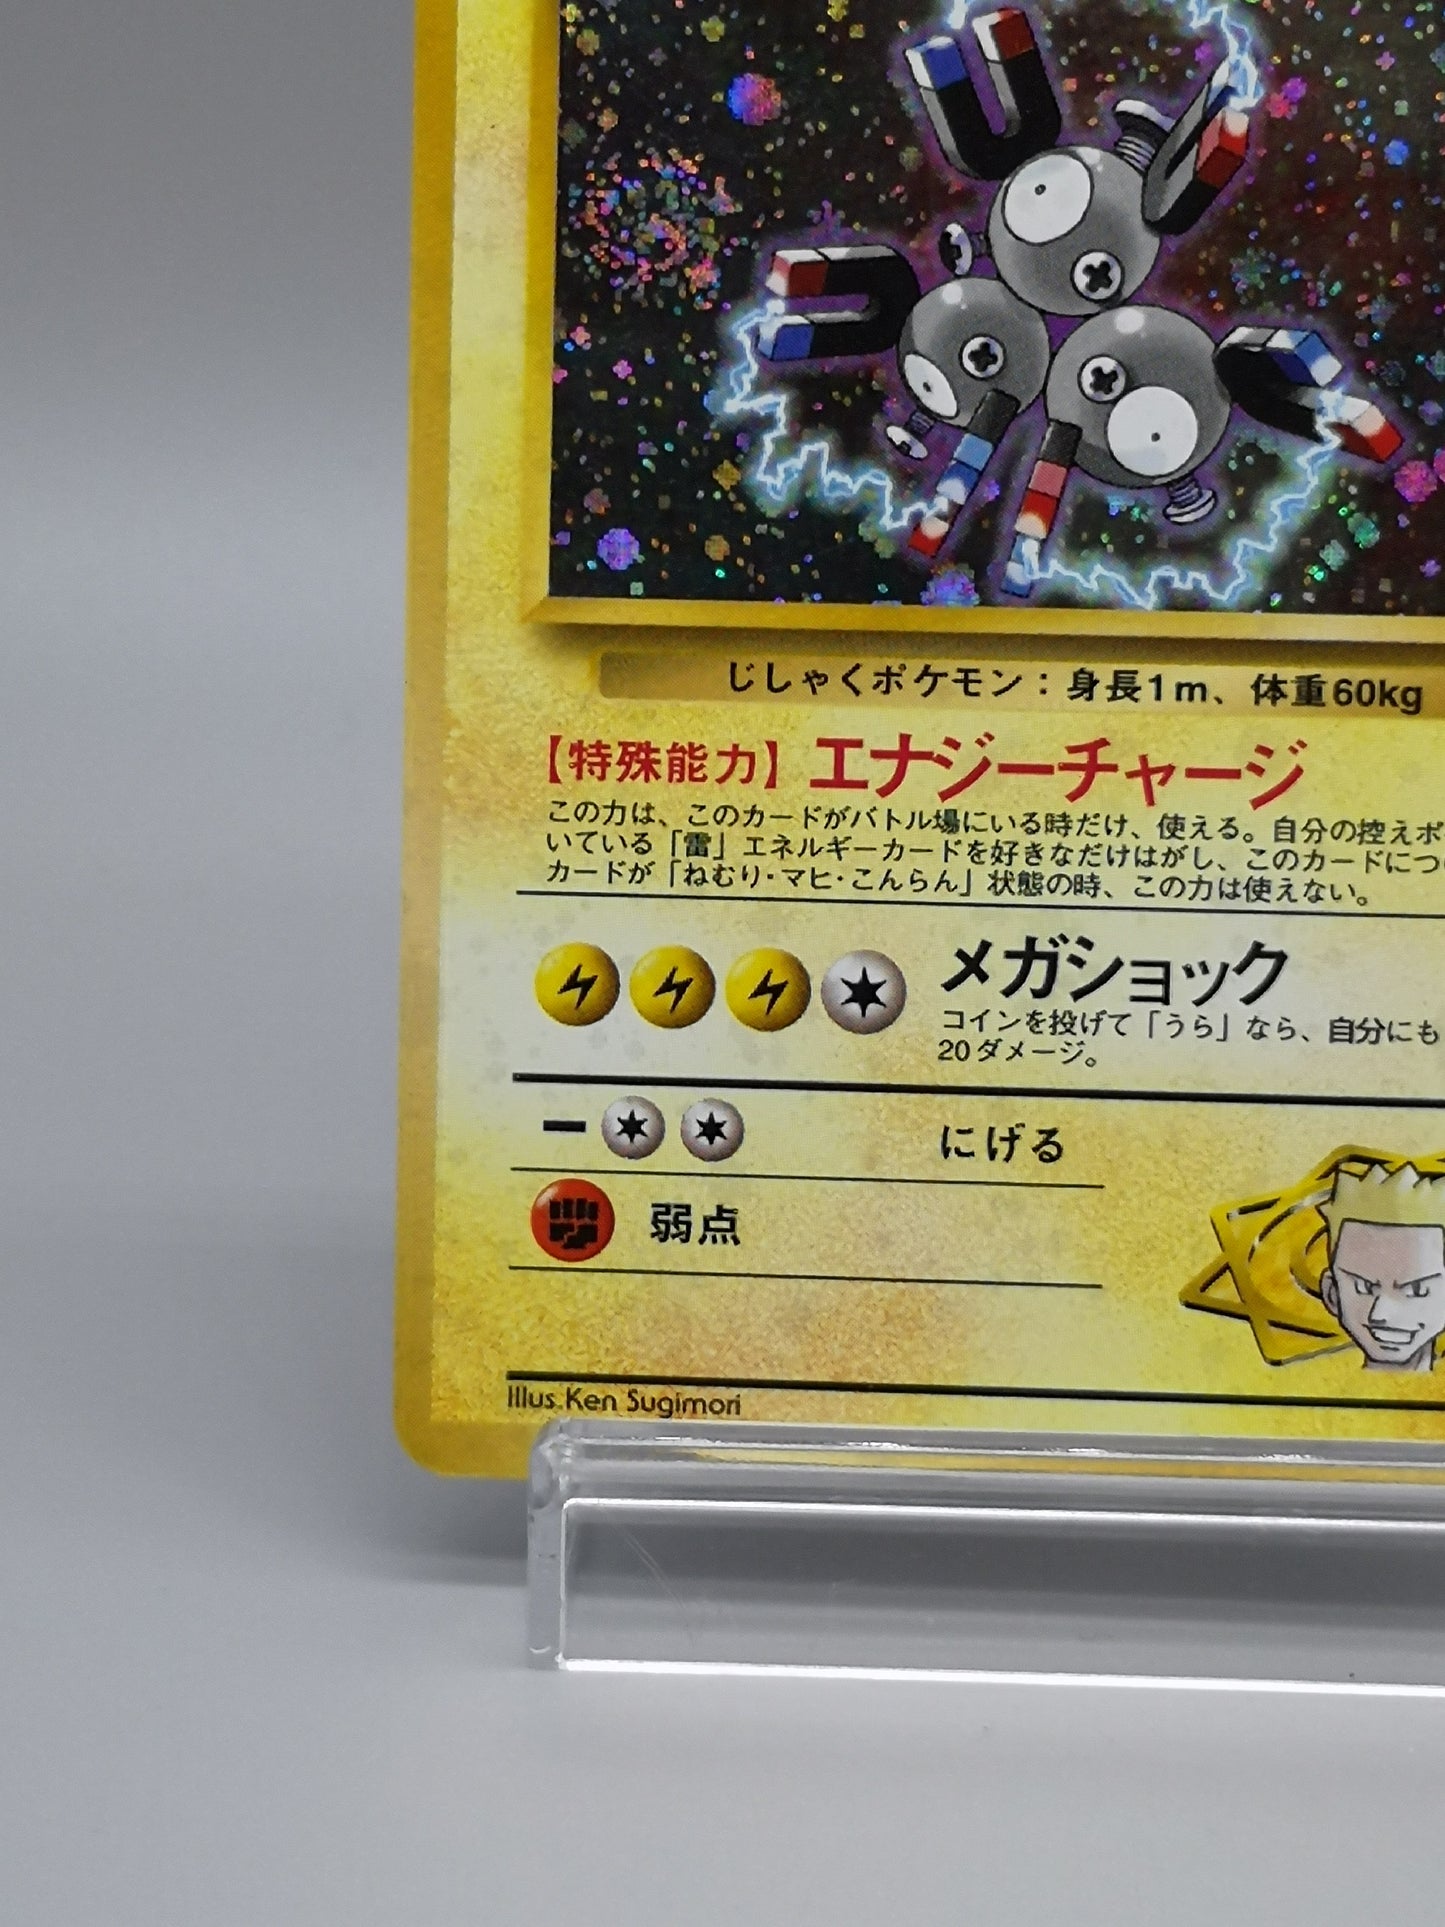 じしゃくポケモン：身長1m、体重60kg
【特殊能力】エナジーチャージ
この力は、このカードがバトル場にいる時だけ、使える。自分の控えポ
いている「雷」エネルギーカードを好きなだけはがし、このカードにつ
カードが「ねむり・マヒ・こんらん」状態の時、この力は使えない。
メガショック
コインを投げて「うら」なら、自分にも
20ダメージ。
にげる
弱点
Illus. Ken Sugimori